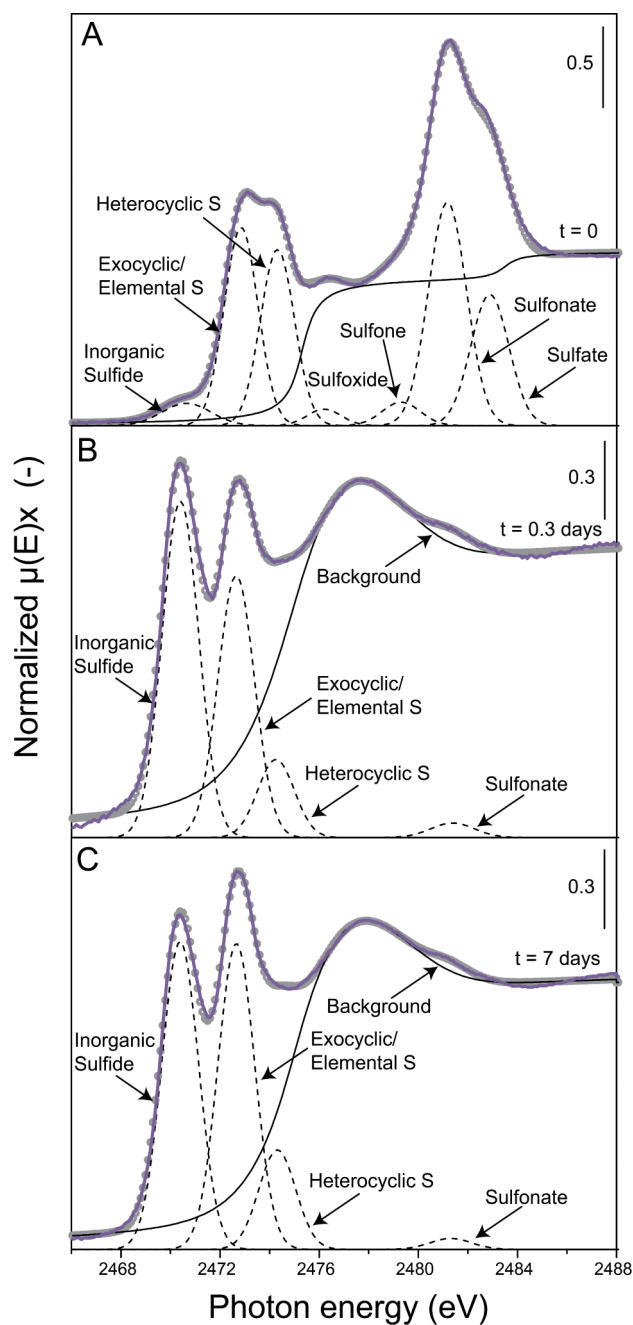 A
0.5
Heterocyclic S
t = 0
Exocyclic/
Elemental S
Sulfone
Sulfonate
Inorganic
Sulfide
Sulfoxide
Sulfate
B
0.3
t = 0.3 days
Background
Inorganic
Sulfide
Exocyclic/
Elemental S
Heterocyclic S
Sulfonate
C
0.3
t = 7 days
Background
Inorganic
Sulfide
Exocyclic/
Elemental S
Heterocyclic S
Sulfonate
Normalized μ(E)x (-)
2468 2472 2476 2480 2484 2488
Photon energy (eV)